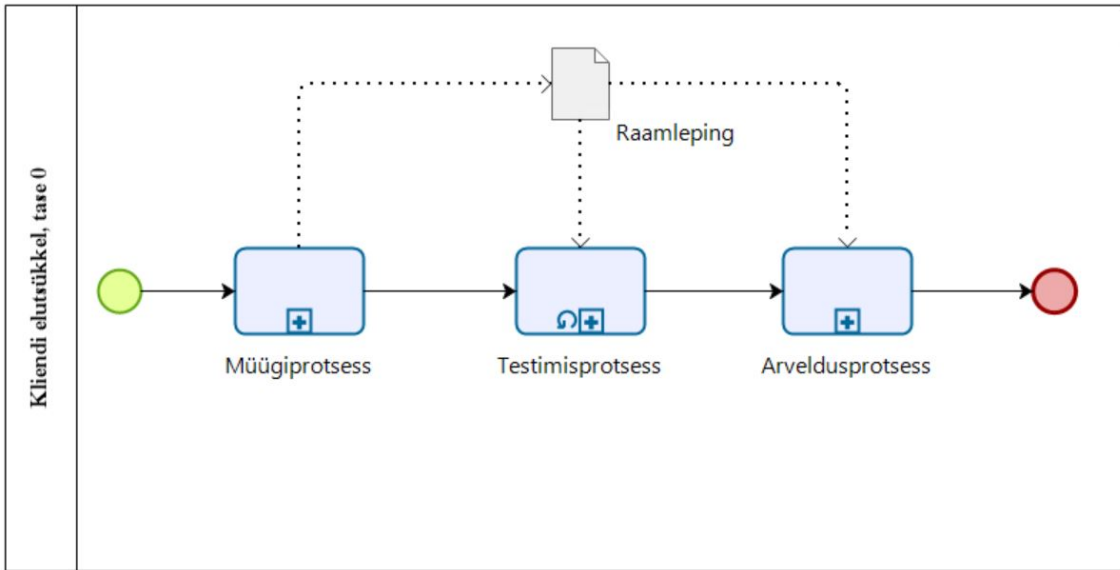 Kliendi elutsükkel, tase 0
Raamleping
Müügiprotsess
Testimisprotsess
Arveldusprotsess